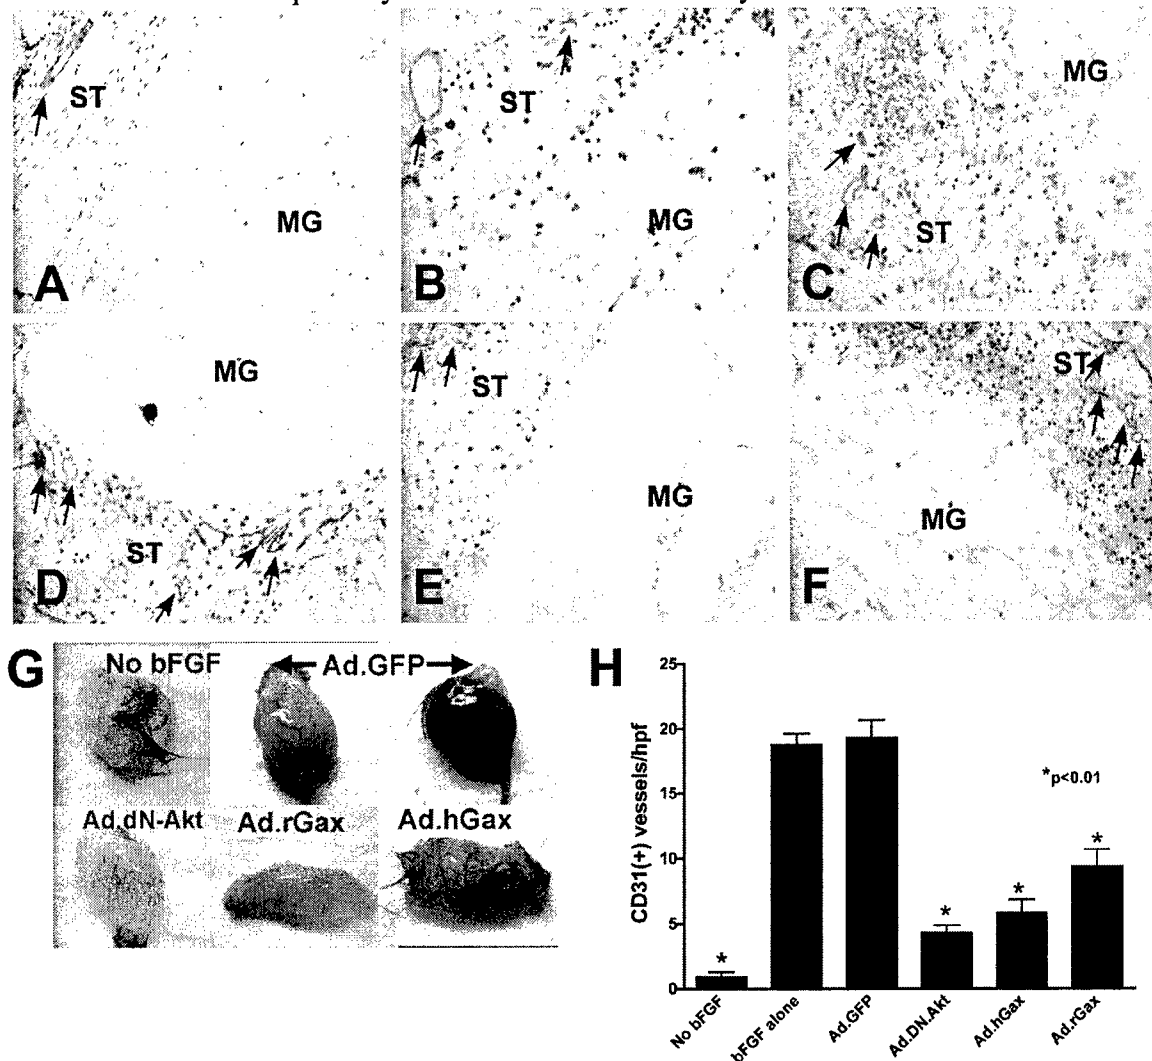 ST
MG
A
ST
MG
B
MG
ST
C
MG
ST
D
ST
MG
E
ST
MG
F
G
No bFGF
Ad.GFP
Ad.dN-Akt
Ad.rGax
Ad.hGax
H
25
20
15
10
5
0
CD31(+) vessels/hpf
*p<0.01
*
*
*
*
No bFGF
bFGF alone
Ad.GFP
Ad.DN.Akt
Ad.hGax
Ad.rGax